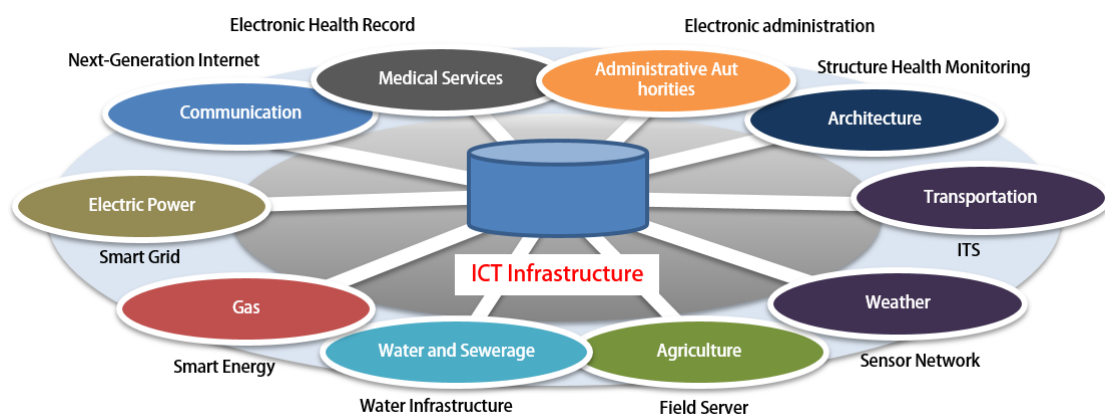 Electronic Health Record
Electronic administration
Next-Generation Internet
Medical Services
Administrative Aut
horities
Structure Health Monitoring
Communication
Architecture
Electric Power
Transportation
Smart Grid
ITS
ICT Infrastructure
Gas
Weather
Water and Sewerage
Agriculture
Smart Energy
Sensor Network
Water Infrastructure
Field Server